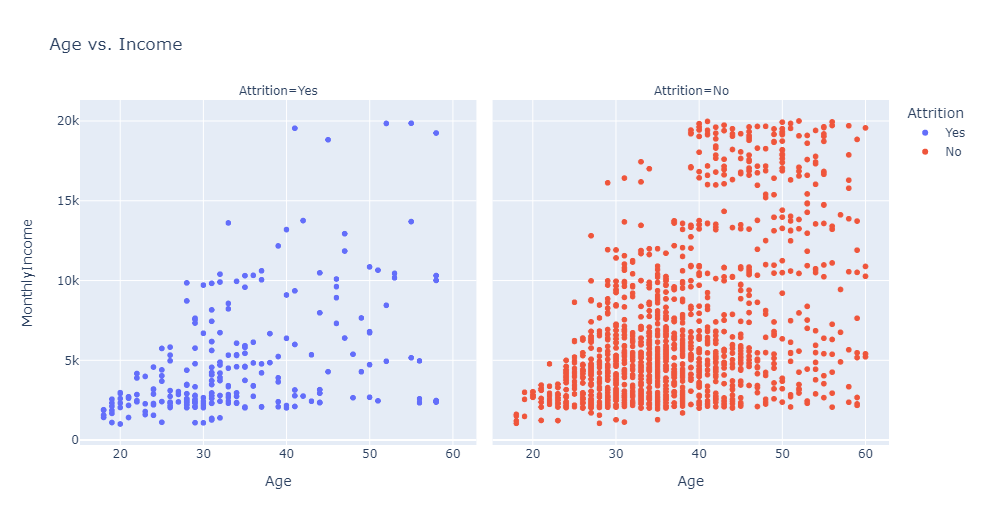 Age vs. Income
Attrition=Yes
Attrition=No
Attrition
Yes
No
MonthlyIncome
20k
15k
10k
5k
0
20
30
40
50
60
20
30
40
50
60
Age
Age